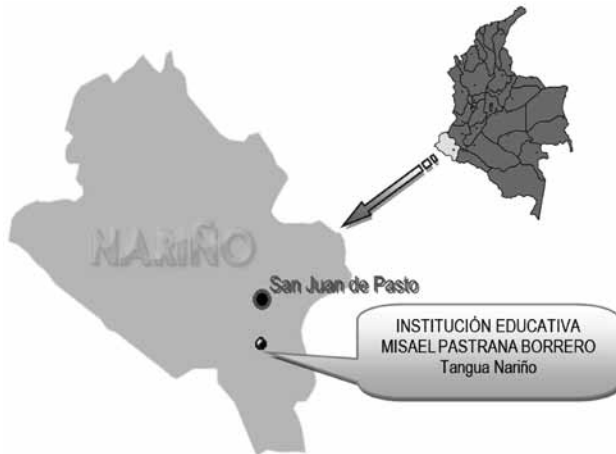 NARIÑO
San Juan de Pasto
INSTITUCIÓN EDUCATIVA
MISAEL PASTRANA BORRERO
Tangua Nariño